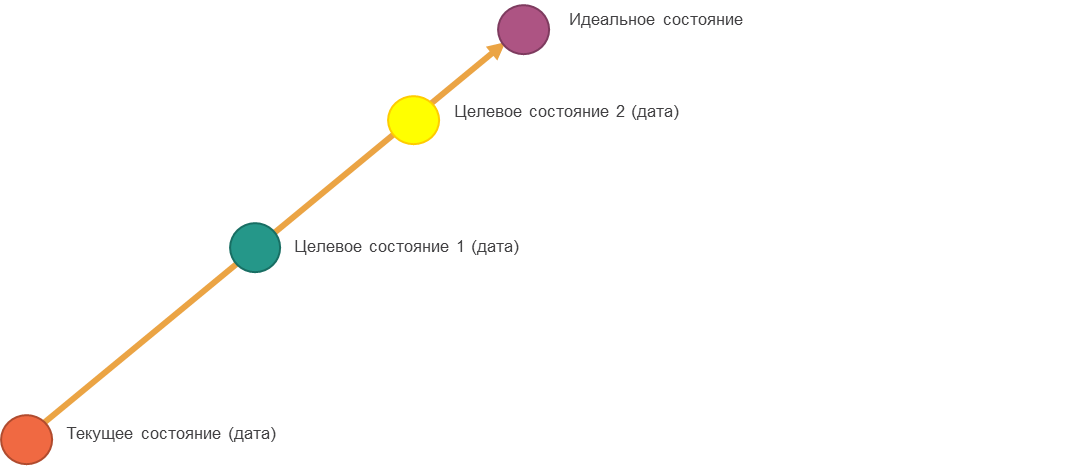 Идеальное состояние
Целевое состояние 2 (дата)
Целевое состояние 1 (дата)
Текущее состояние (дата)